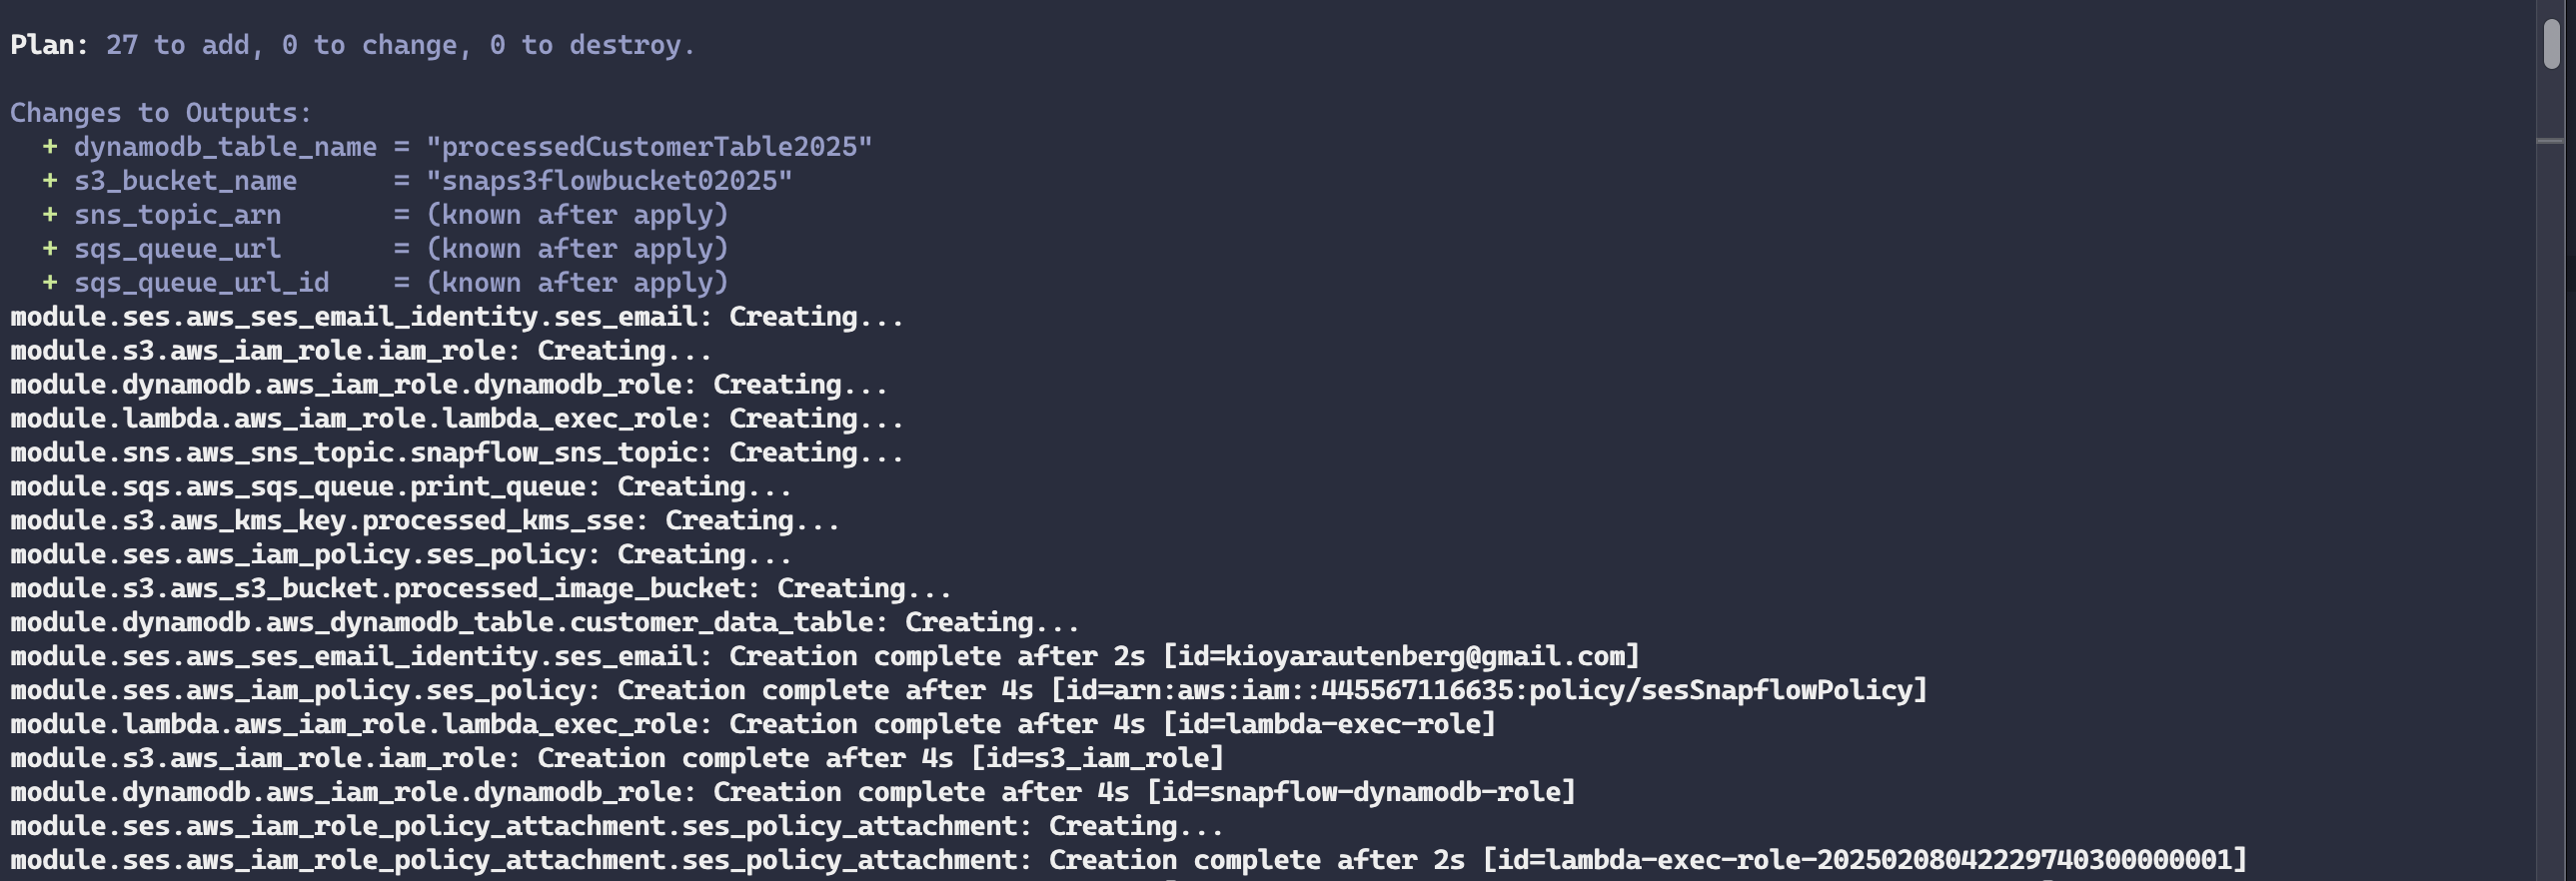 Plan: 27 to add, 0 to change, 0 to destroy.
Changes to Outputs:
+ dynamodb_table_name = "processedCustomerTable2025"
+ s3_bucket_name = "snaps3flowbucket02025"
+ sns_topic_arn = (known after apply)
+ sqs_queue_url = (known after apply)
+ sqs_queue_url_id = (known after apply)
module.ses.aws_ses_email_identity.ses_email: Creating...
module.s3.aws_iam_role.iam_role: Creating...
module.dynamodb.aws_iam_role.dynamodb_role: Creating...
module.lambda.aws_iam_role.lambda_exec_role: Creating...
module.sns.aws_sns_topic.snapflow_sns_topic: Creating...
module.sqs.aws_sqs_queue.print_queue: Creating...
module.s3.aws_kms_key.processed_kms_sse: Creating...
module.ses.aws_iam_policy.ses_policy: Creating...
module.s3.aws_s3_bucket.processed_image_bucket: Creating...
module.dynamodb.aws_dynamodb_table.customer_data_table: Creating...
module.ses.aws_ses_email_identity.ses_email: Creation complete after 2s [id=kioyarautenberg@gmail.com]
module.ses.aws_iam_policy.ses_policy: Creation complete after 4s [id=arn:aws:iam::445567116635:policy/sesSnapflowPolicy]
module.lambda.aws_iam_role.lambda_exec_role: Creation complete after 4s [id=lambda-exec-role]
module.s3.aws_iam_role.iam_role: Creation complete after 4s [id=s3_iam_role]
module.dynamodb.aws_iam_role.dynamodb_role: Creation complete after 4s [id=snapflow-dynamodb-role]
module.ses.aws_iam_role_policy_attachment.ses_policy_attachment: Creating...
module.ses.aws_iam_role_policy_attachment.ses_policy_attachment: Creation complete after 2s [id=lambda-exec-role-20250208042229740300000001]